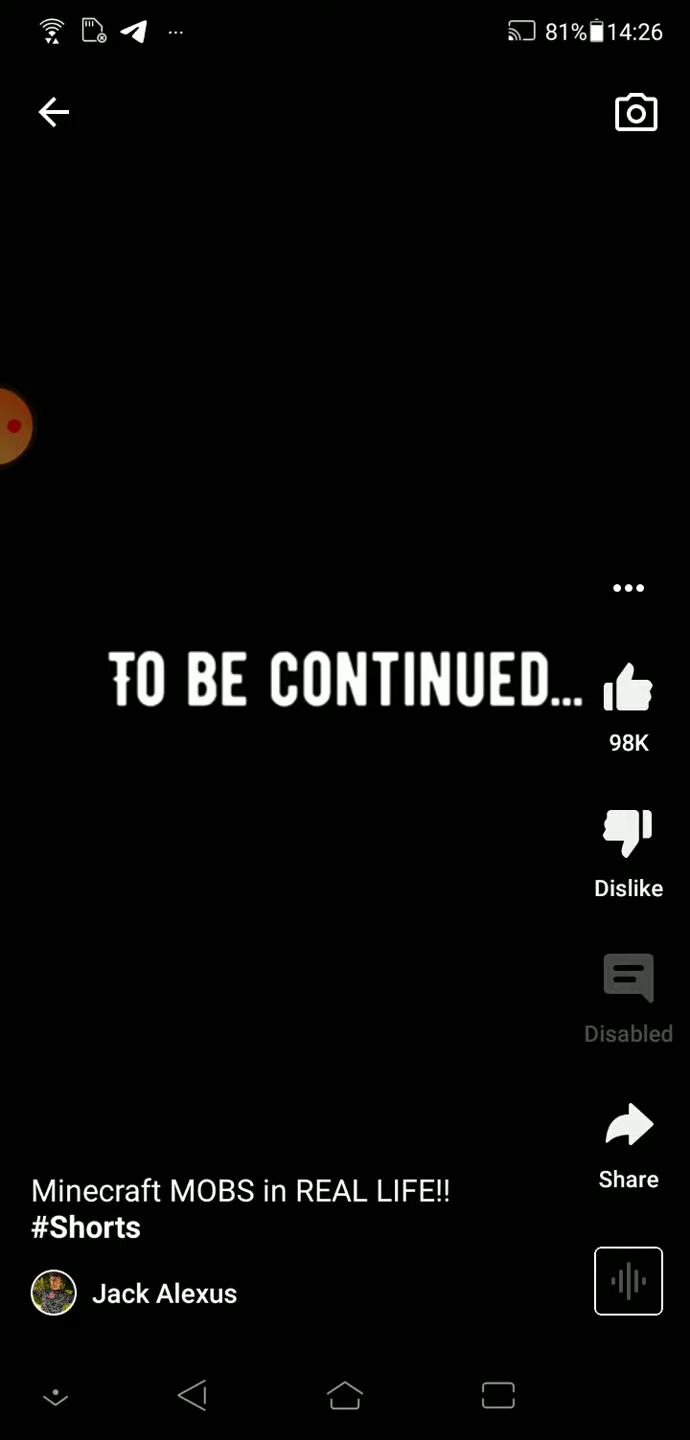 81% 14:26
TO BE CONTINUED...
98K
Dislike
Disabled
Share
Minecraft MOBS in REAL LIFE!!
#Shorts
Jack Alexus